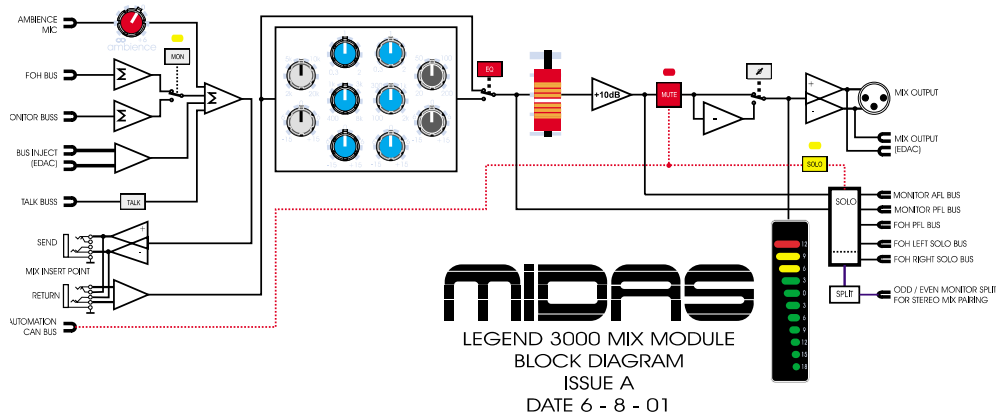 AMBIENCE
MIC
ambience
FOH BUS
MON
ONITOR BUSS
BUS INJECT
(EDAC)
TALK BUSS
TALK
SEND
MIX INSERT POINT
RETURN
AUTOMATION
CAN BUS
EQ
+10dB
MUTE
+
-
MIX OUTPUT
MIX OUTPUT
(EDAC)
SOLO
SOLO
MONITOR AFL BUS
MONITOR PFL BUS
FOH PFL BUS
FOH LEFT SOLO BUS
FOH RIGHT SOLO BUS
SPLIT
ODD / EVEN MONITOR SPLIT
FOR STEREO MIX PAIRING
12
9
6
3
0
3
6
9
12
15
18
MIDAS
LEGEND 3000 MIX MODULE
BLOCK DIAGRAM
ISSUE A
DATE 6 - 8 - 01